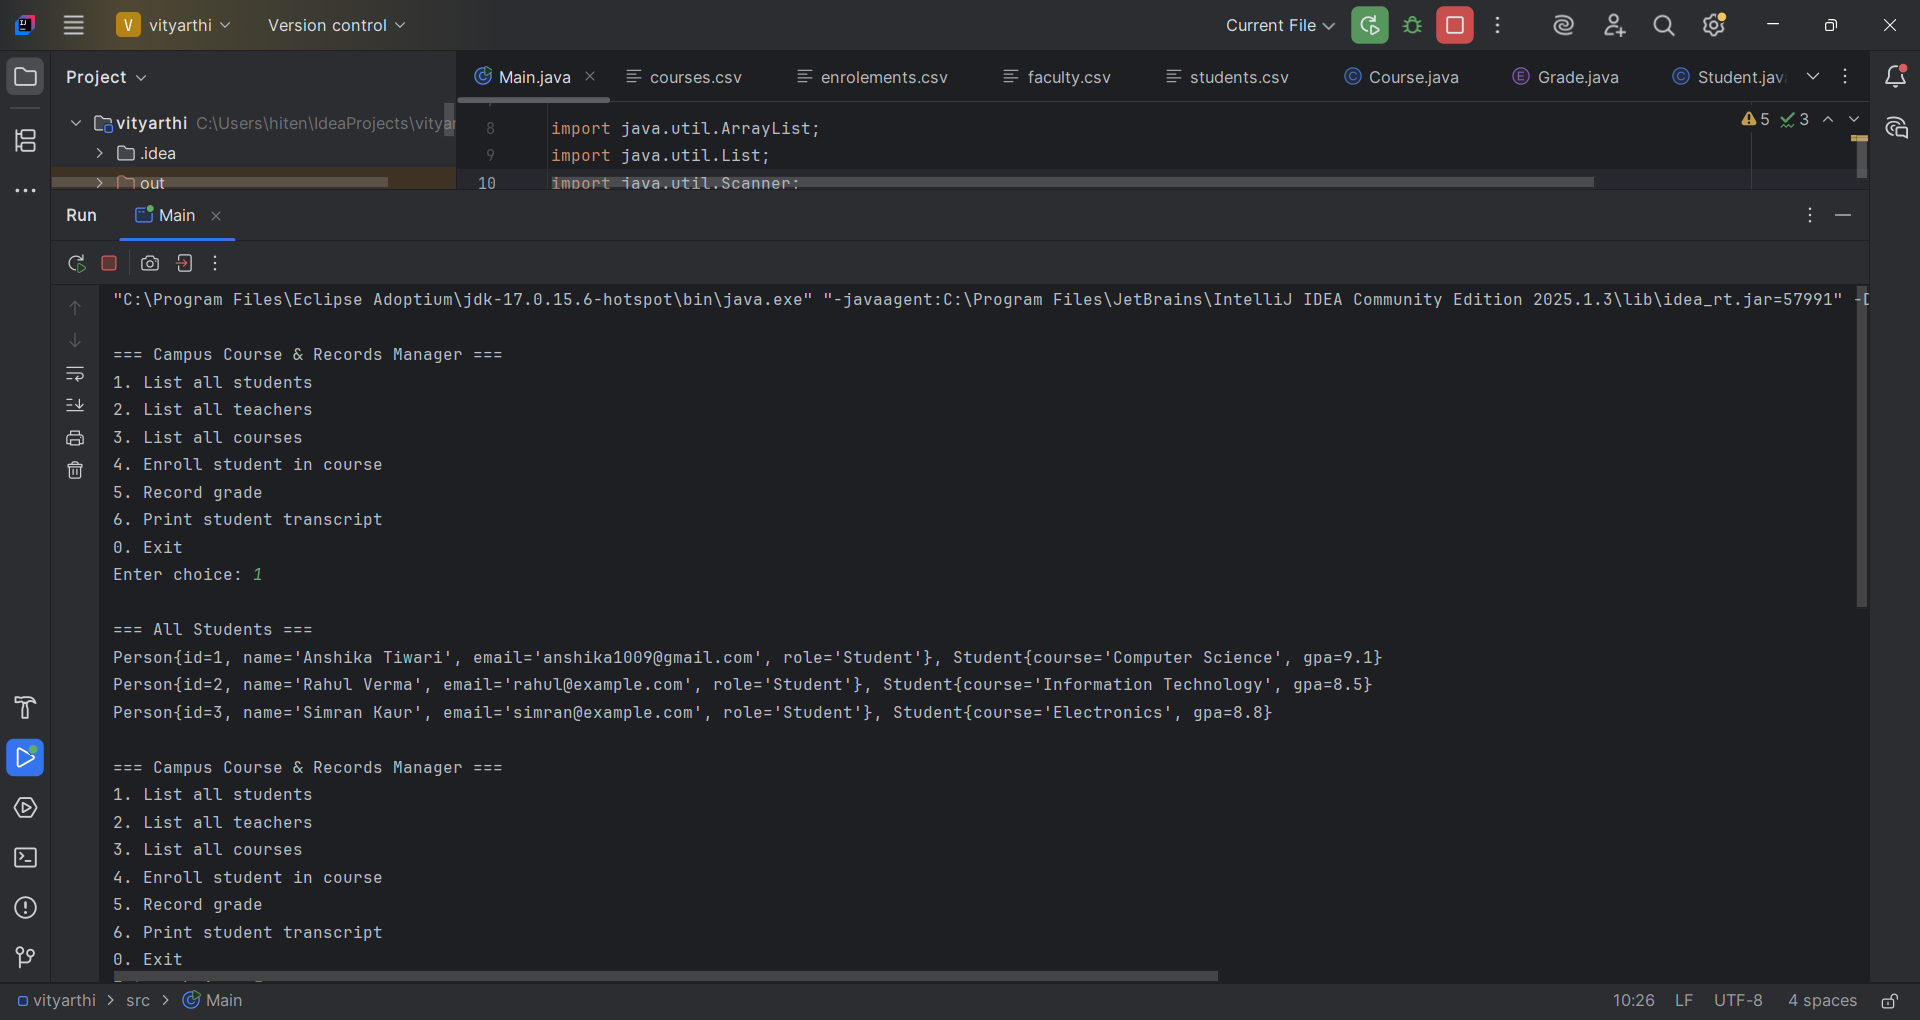 V vityarthi Version control Current File
Project Main.java courses.csv enrolements.csv faculty.csv students.csv Course.java Grade.java Student.jav
vityarthi C:\Users\hiten\IdeaProjects\vityar
.idea
out
8 import java.util.ArrayList; 5 3
9 import java.util.List;
10 import java.util.Scanner;
Run Main
"C:\Program Files\Eclipse Adoptium\jdk-17.0.15.6-hotspot\bin\java.exe" "-javaagent:C:\Program Files\JetBrains\IntelliJ IDEA Community Edition 2025.1.3\lib\idea_rt.jar=57991" -D
=== Campus Course & Records Manager ===
1. List all students
2. List all teachers
3. List all courses
4. Enroll student in course
5. Record grade
6. Print student transcript
0. Exit
Enter choice: 1
=== All Students ===
Person{id=1, name='Anshika Tiwari', email='anshika1009@gmail.com', role='Student'}, Student{course='Computer Science', gpa=9.1}
Person{id=2, name='Rahul Verma', email='rahul@example.com', role='Student'}, Student{course='Information Technology', gpa=8.5}
Person{id=3, name='Simran Kaur', email='simran@example.com', role='Student'}, Student{course='Electronics', gpa=8.8}
=== Campus Course & Records Manager ===
1. List all students
2. List all teachers
3. List all courses
4. Enroll student in course
5. Record grade
6. Print student transcript
0. Exit
vityarthi > src > Main 10:26 LF UTF-8 4 spaces